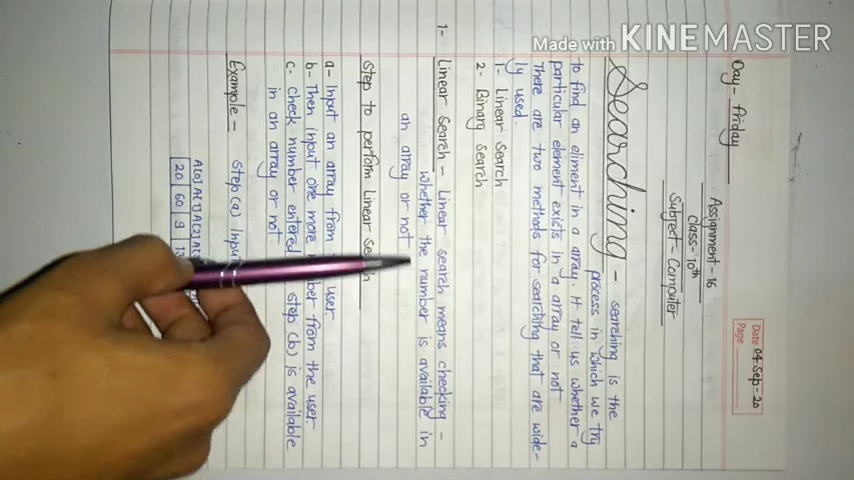 Made with KINEMASTER
Date 04-Sep-20
Page
Day - Friday
Assignment - 16
Class - 10th
Subject - Computer
Searching - searching is the
process in which we try
to find an eliment in a array. It tell us whether a
particular element exists in a array or not
There are two methods for searching that are wide-
ly used.
1- Linear search
2- Binary search
1- Linear Search - Linear search means checking -
whether the number is available in
an array or not
Step to perform Linear
a- Input an array from user
b- Then input one more from the user.
c- Check number entered step (b) is available
in an array or not
Example - Step(a) Input
A[0] A[1] A[2]
20 60 9